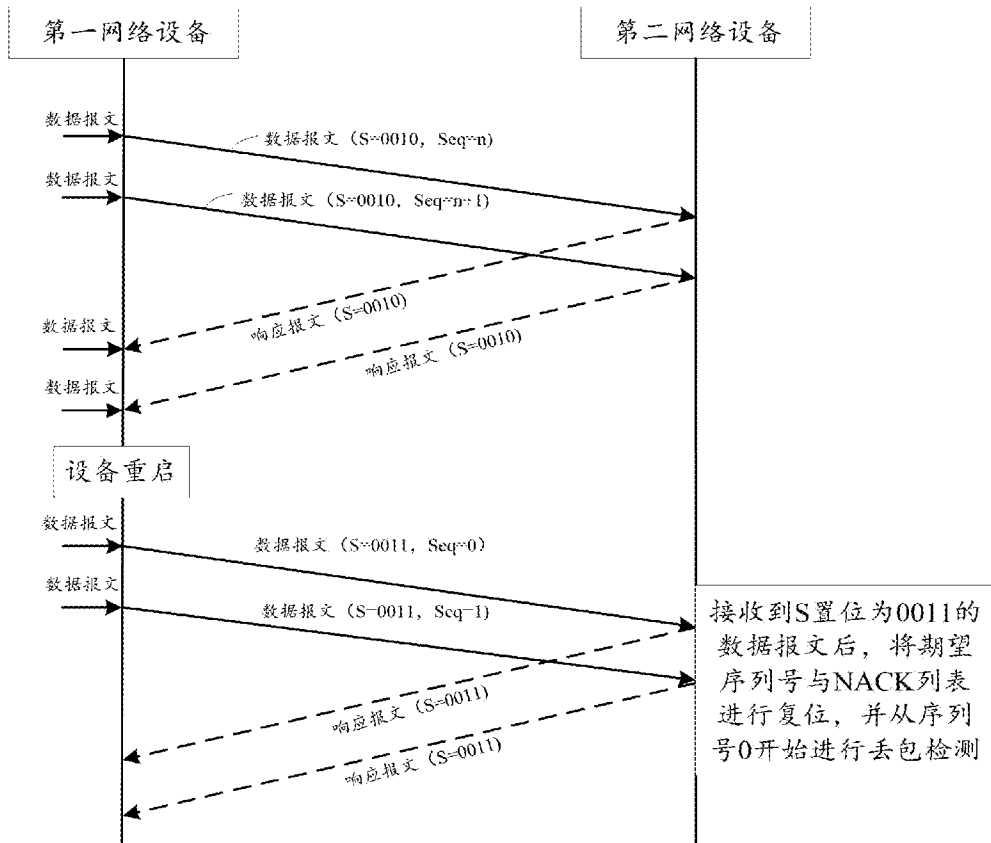 第一网络设备
第二网络设备
数据报文
数据报文（S=0010，Seq=n）
数据报文
数据报文（S=0010，Seq=n+1）
响应报文（S=0010）
数据报文
响应报文（S=0010）
数据报文
设备重启
数据报文
数据报文（S=0011，Seq=0）
数据报文
数据报文（S=0011，Seq=1）
接收到S置位为0011的
数据报文后，将期望
序列号与NACK列表
进行复位，并从序列
号0开始进行丢包检测
响应报文（S=0011）
响应报文（S=0011）